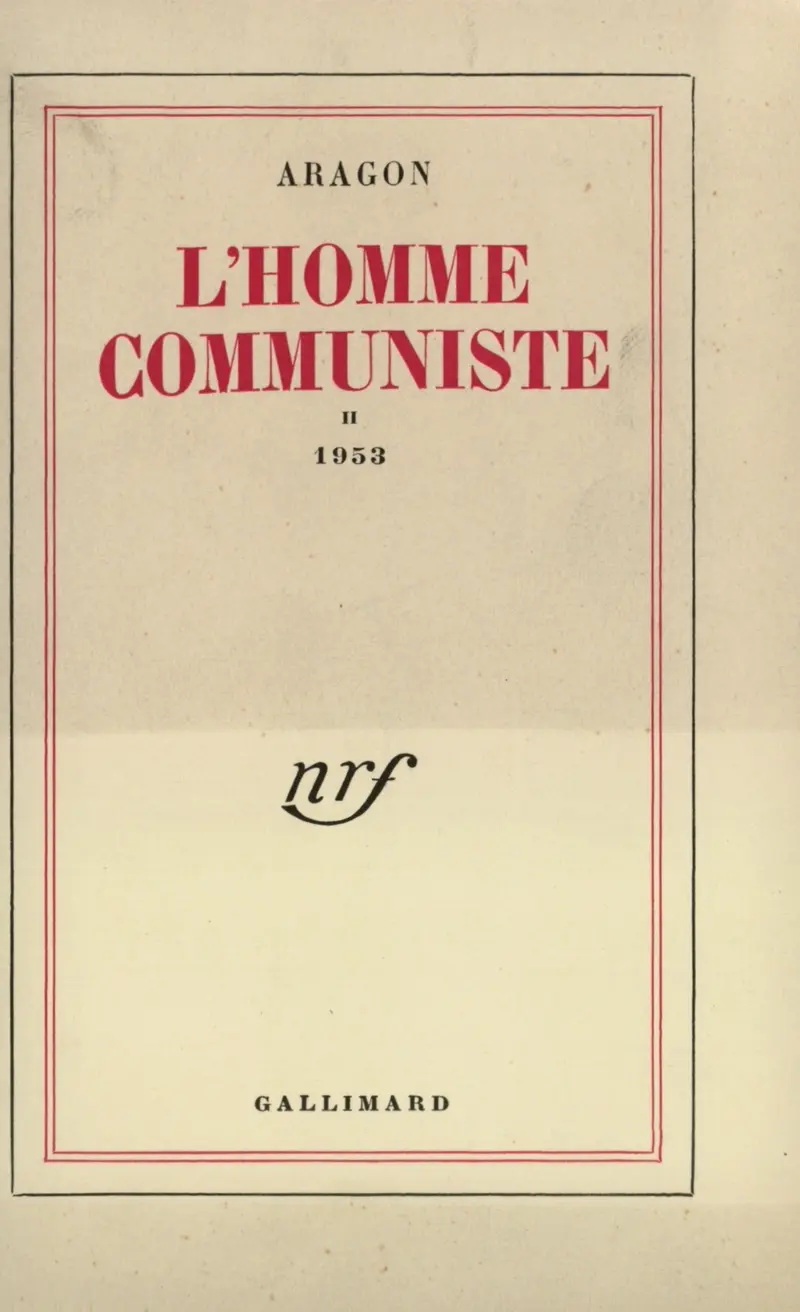 ARAGON
L'HOMME
COMMUNISTE
II
1953
nrf
GALLIMARD